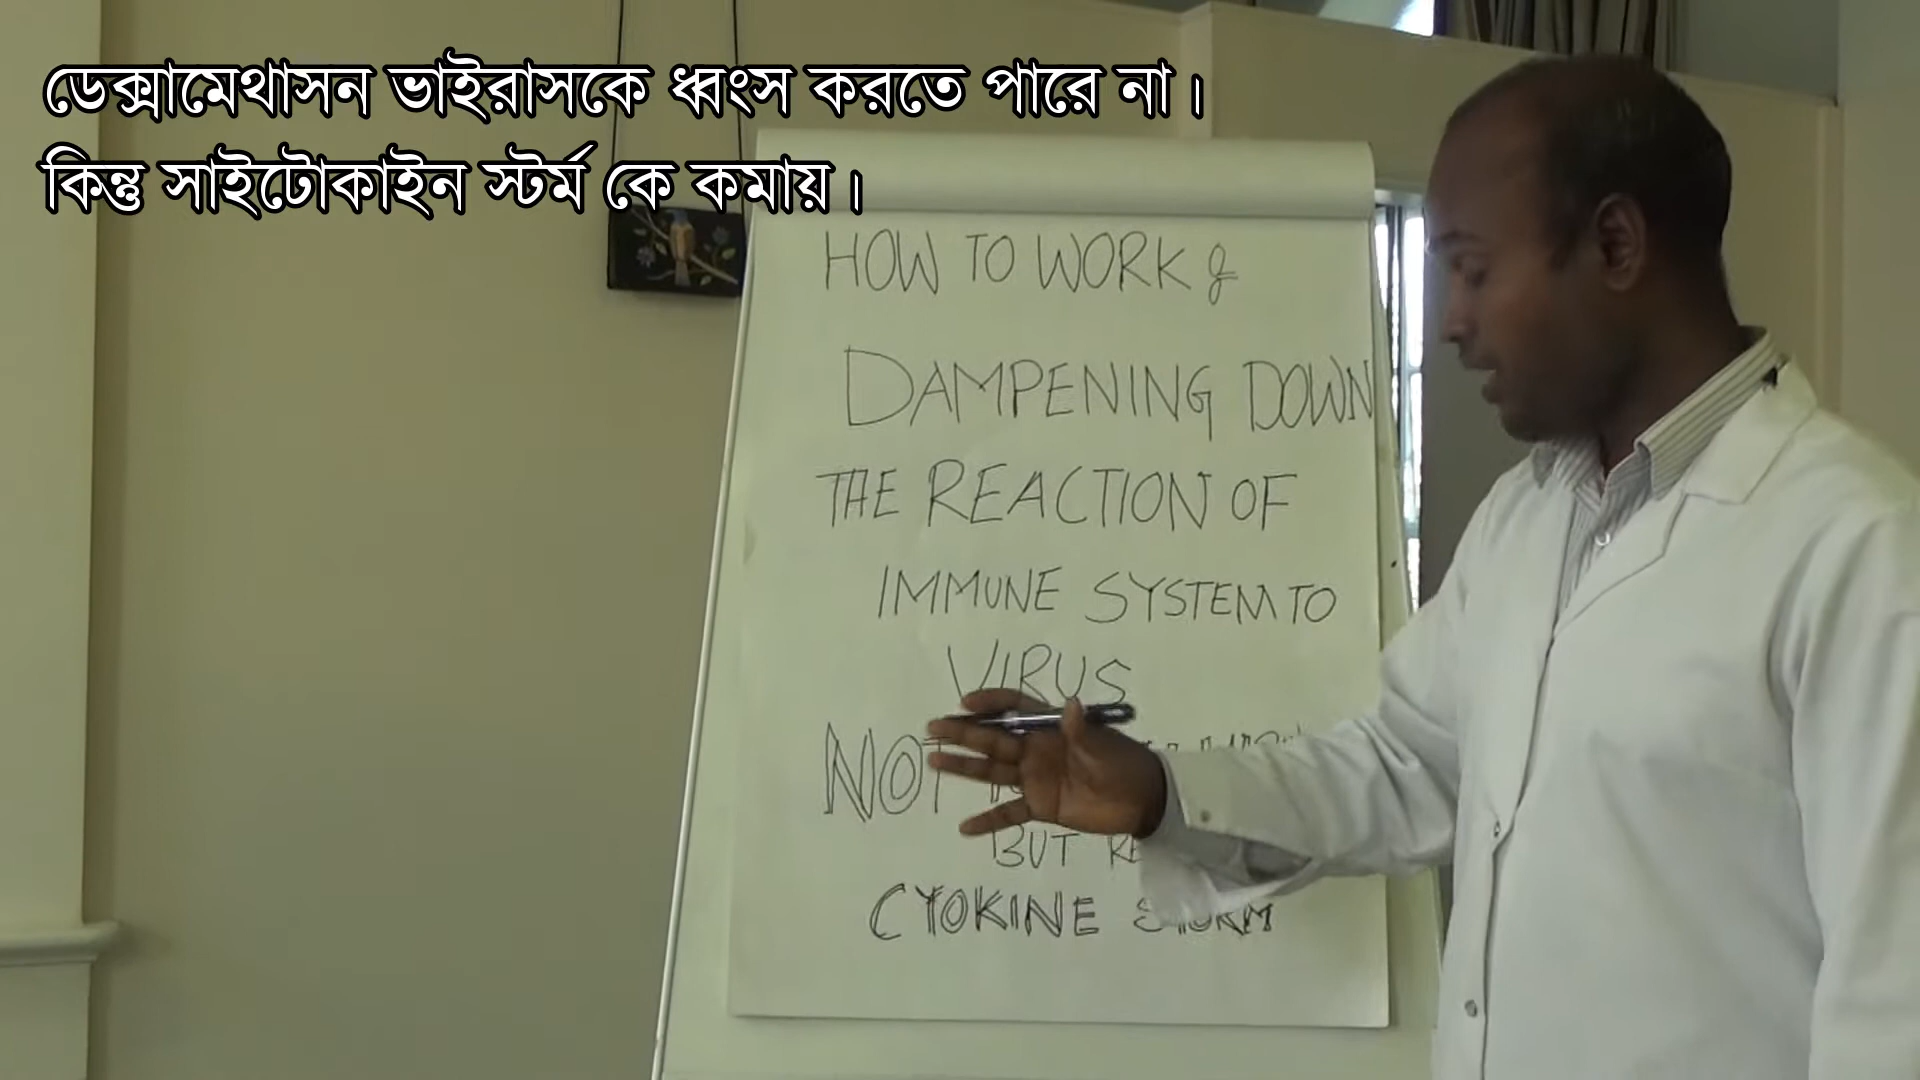 ডেক্সামেথাসন ভাইরাসকে ধ্বংস করতে পারে না।
কিন্তু সাইটোকাইন স্টর্ম কে কমায়।
HOW TO WORK
DAMPENING DOWN
THE REACTION OF
IMMUNE SYSTEM TO
VIRUS
NOT
BUT
CYOKINE STORM